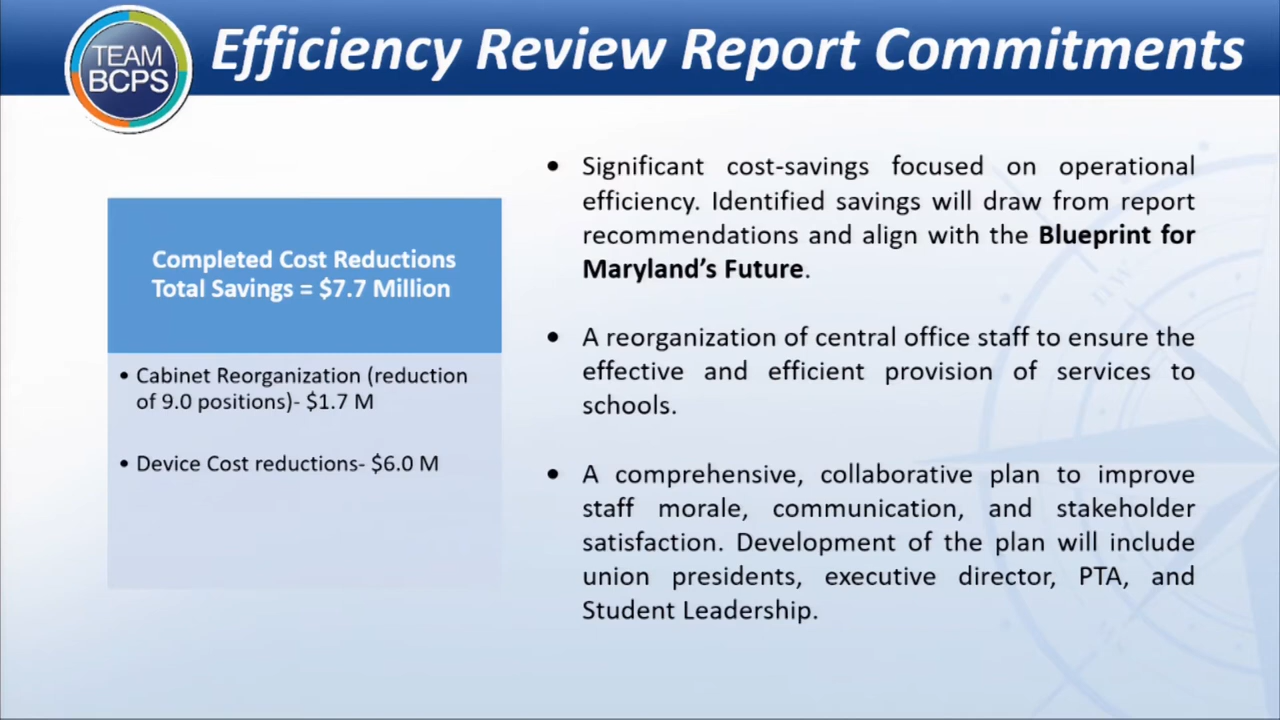 TEAM
BCPS
Efficiency Review Report Commitments
Completed Cost Reductions
Total Savings = $7.7 Million
• Cabinet Reorganization (reduction
of 9.0 positions)- $1.7 M
• Device Cost reductions- $6.0 M
• Significant cost-savings focused on operational
efficiency. Identified savings will draw from report
recommendations and align with the Blueprint for
Maryland’s Future.
• A reorganization of central office staff to ensure the
effective and efficient provision of services to
schools.
• A comprehensive, collaborative plan to improve
staff morale, communication, and stakeholder
satisfaction. Development of the plan will include
union presidents, executive director, PTA, and
Student Leadership.